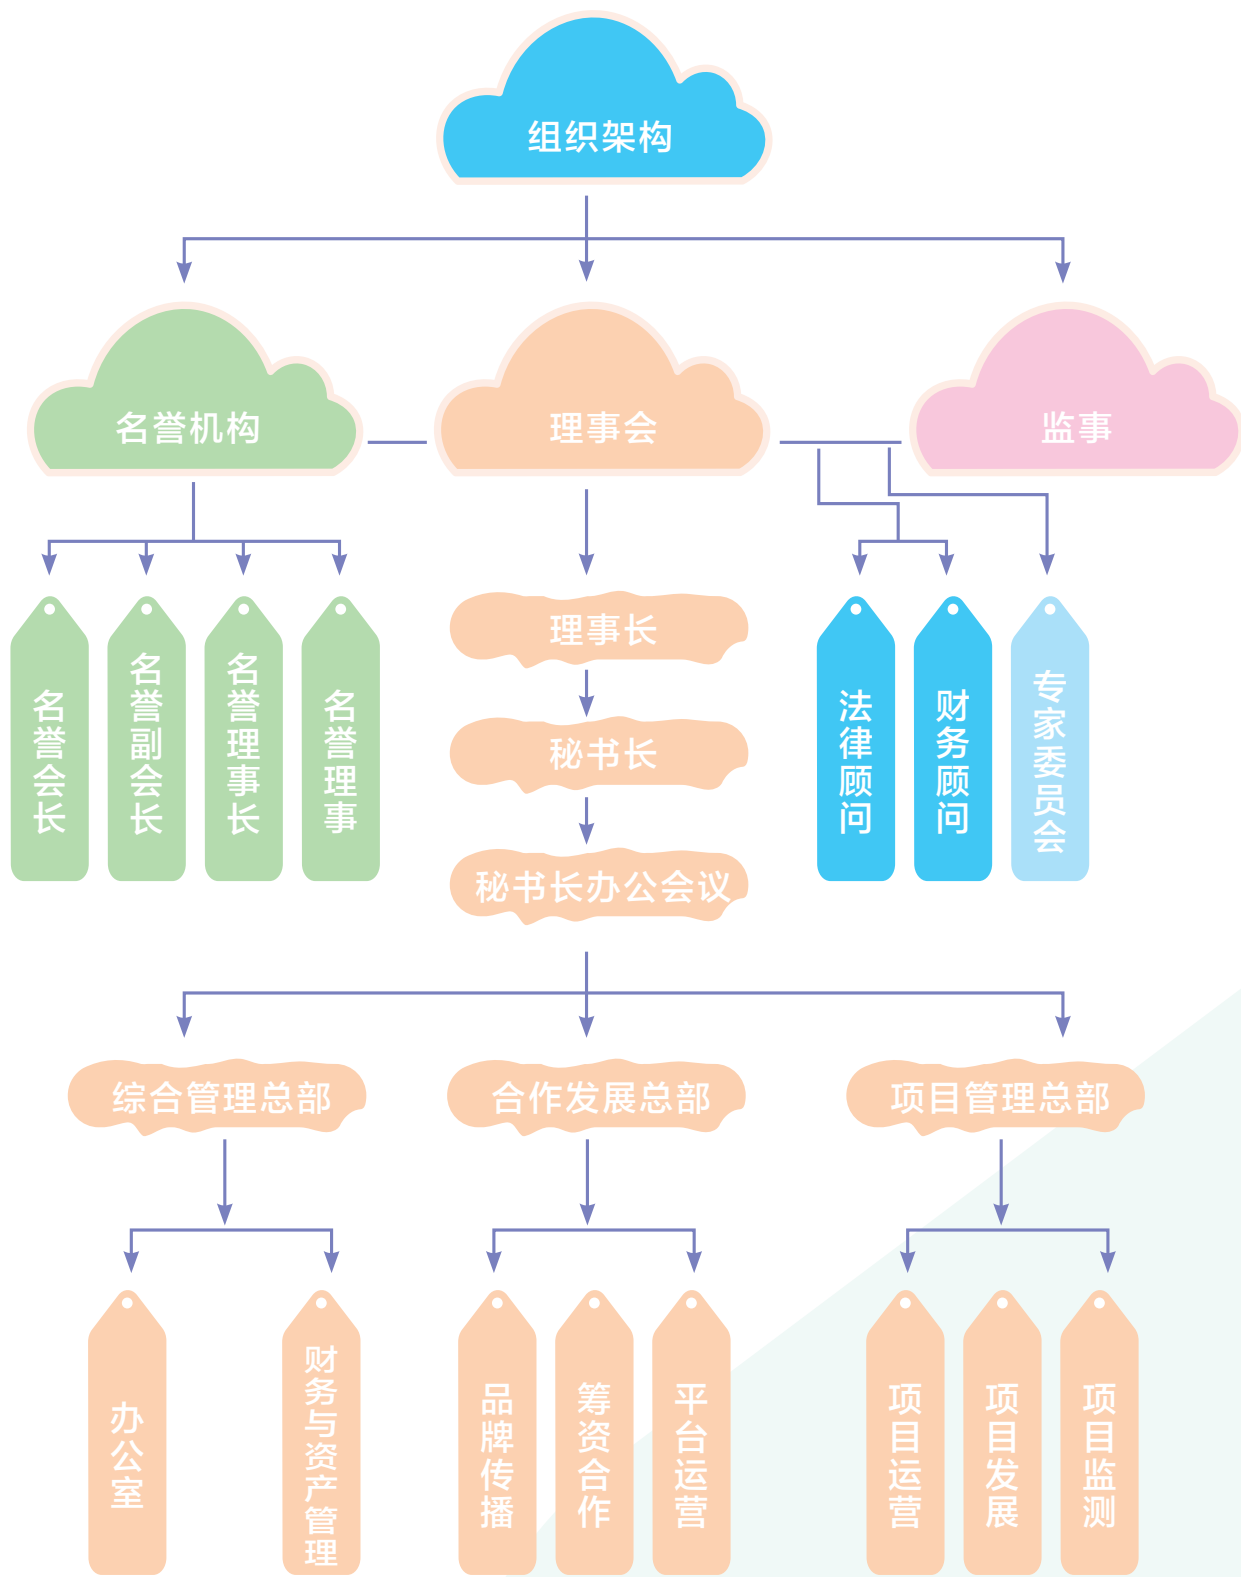 组织架构
名誉机构
理事会
监事
名誉会长
名誉副会长
名誉理事长
名誉理事
理事长
秘书长
秘书长办公会议
法律顾问
财务顾问
专家委员会
综合管理总部
合作发展总部
项目管理总部
办公室
财务与资产管理
品牌传播
筹资合作
平台运营
项目运营
项目发展
项目监测